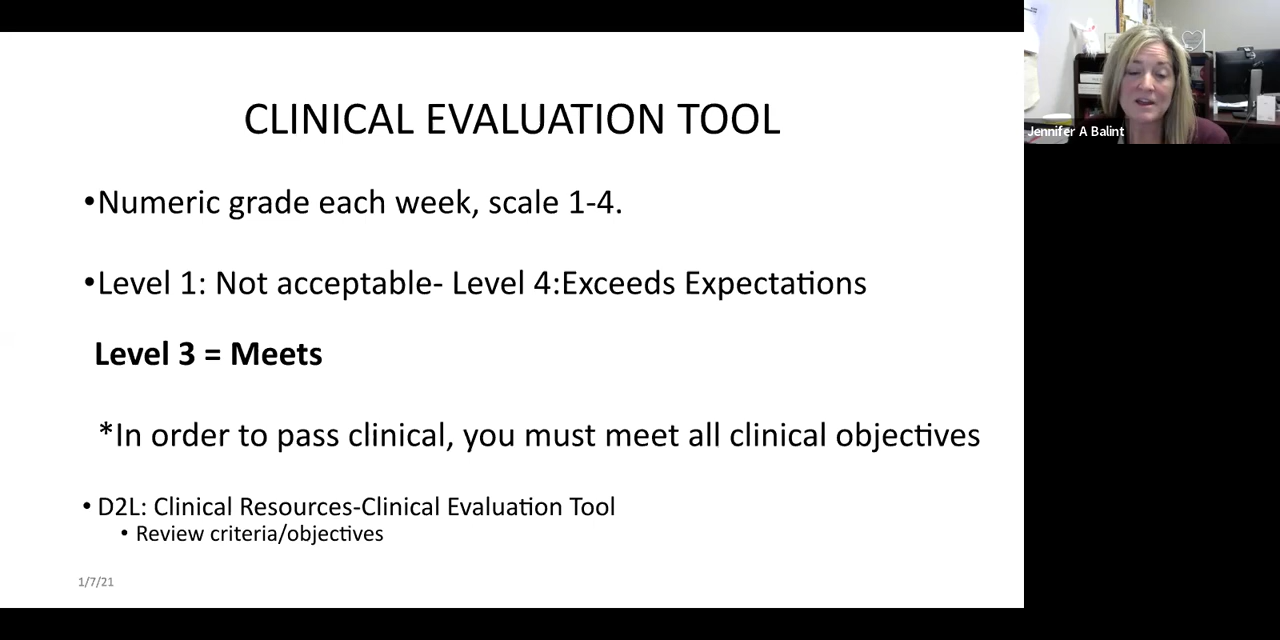 CLINICAL EVALUATION TOOL
•Numeric grade each week, scale 1-4.
•Level 1: Not acceptable- Level 4:Exceeds Expectations
Level 3 = Meets
*In order to pass clinical, you must meet all clinical objectives
• D2L: Clinical Resources-Clinical Evaluation Tool
• Review criteria/objectives
1/7/21
Jennifer A Balint